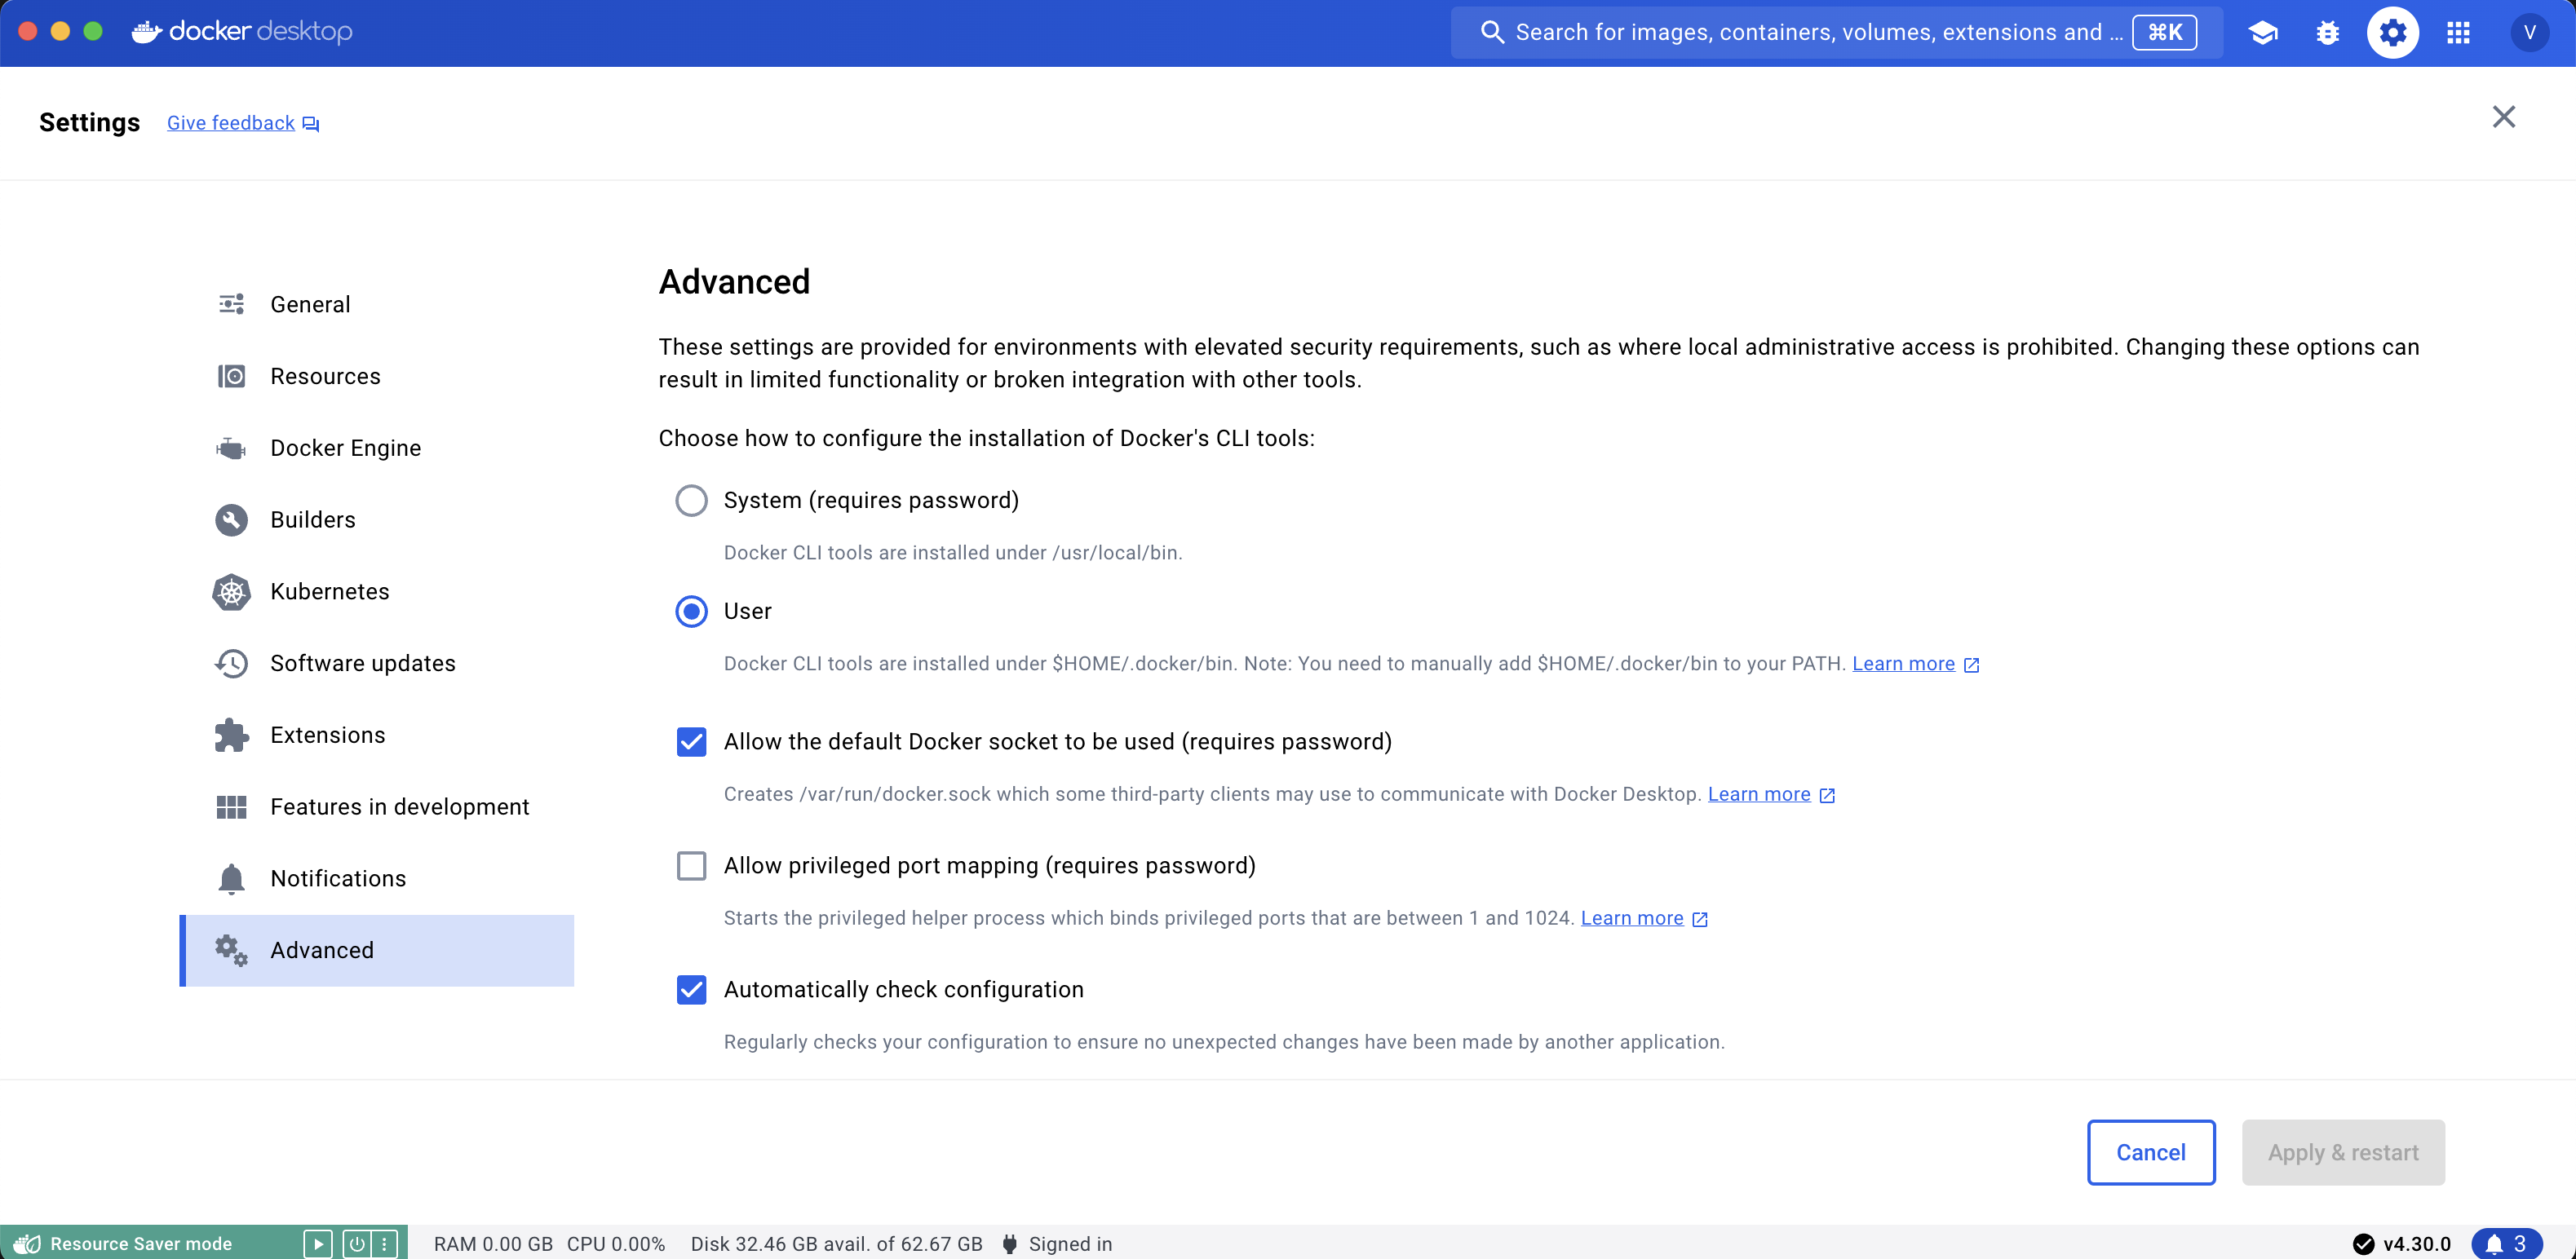 docker desktop
Search for images, containers, volumes, extensions and ... ⌘K
V
Settings
Give feedback
General
Resources
Docker Engine
Builders
Kubernetes
Software updates
Extensions
Features in development
Notifications
Advanced
Advanced
These settings are provided for environments with elevated security requirements, such as where local administrative access is prohibited. Changing these options can
result in limited functionality or broken integration with other tools.
Choose how to configure the installation of Docker's CLI tools:
System (requires password)
Docker CLI tools are installed under /usr/local/bin.
User
Docker CLI tools are installed under $HOME/.docker/bin. Note: You need to manually add $HOME/.docker/bin to your PATH. Learn more
Allow the default Docker socket to be used (requires password)
Creates /var/run/docker.sock which some third-party clients may use to communicate with Docker Desktop. Learn more
Allow privileged port mapping (requires password)
Starts the privileged helper process which binds privileged ports that are between 1 and 1024. Learn more
Automatically check configuration
Regularly checks your configuration to ensure no unexpected changes have been made by another application.
Cancel
Apply & restart
Resource Saver mode
RAM 0.00 GB CPU 0.00% Disk 32.46 GB avail. of 62.67 GB Signed in
v4.30.0
3